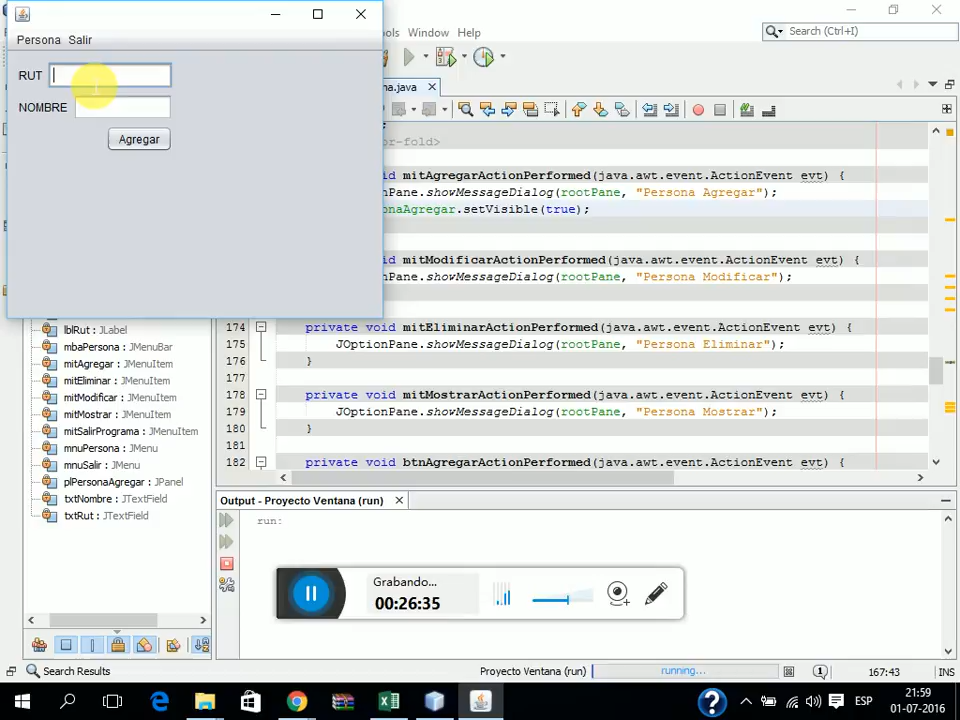 Persona Salir
RUT
NOMBRE
Agregar
Window Help
Search (Ctrl+I)
na.java
or-fold>
id mitAgregarActionPerformed(java.awt.event.ActionEvent evt) {
nPane.showMessageDialog(rootPane, "Persona Agregar");
onaAgregar.setVisible(true);
id mitModificarActionPerformed(java.awt.event.ActionEvent evt) {
nPane.showMessageDialog(rootPane, "Persona Modificar");
174 private void mitEliminarActionPerformed(java.awt.event.ActionEvent evt) {
175 JOptionPane.showMessageDialog(rootPane, "Persona Eliminar");
176 }
177
178 private void mitMostrarActionPerformed(java.awt.event.ActionEvent evt) {
179 JOptionPane.showMessageDialog(rootPane, "Persona Mostrar");
180 }
181
182 private void btnAgregarActionPerformed(java.awt.event.ActionEvent evt) {
lblRut : JLabel
mbaPersona : JMenuBar
mitAgregar : JMenuItem
mitEliminar : JMenuItem
mitModificar : JMenuItem
mitMostrar : JMenuItem
mitSalirPrograma : JMenuItem
mnuPersona : JMenu
mnuSalir : JMenu
plPersonaAgregar : JPanel
txtNombre : JTextField
txtRut : JTextField
Output - Proyecto Ventana (run)
run:
Grabando...
00:26:35
Search Results
Proyecto Ventana (run)
running...
1
167:43
INS
ESP
21:59
01-07-2016